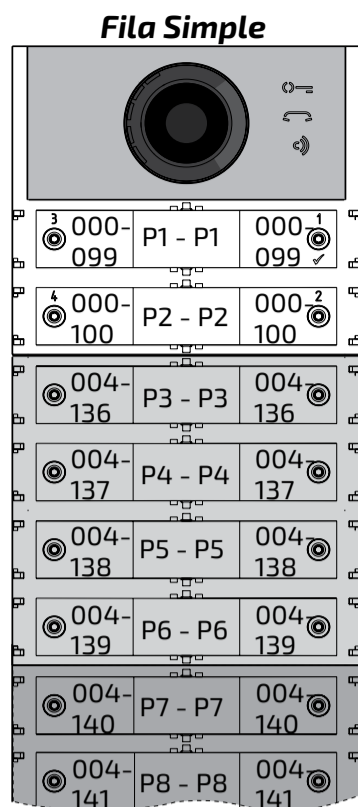 Fila Simple
3 000- P1 - P1 000- 1
099 099 ✓
4 000- P2 - P2 000- 2
100 100
004- P3 - P3 004-
136 136
004- P4 - P4 004-
137 137
004- P5 - P5 004-
138 138
004- P6 - P6 004-
139 139
004- P7 - P7 004-
140 140
004- P8 - P8 004-
141 141